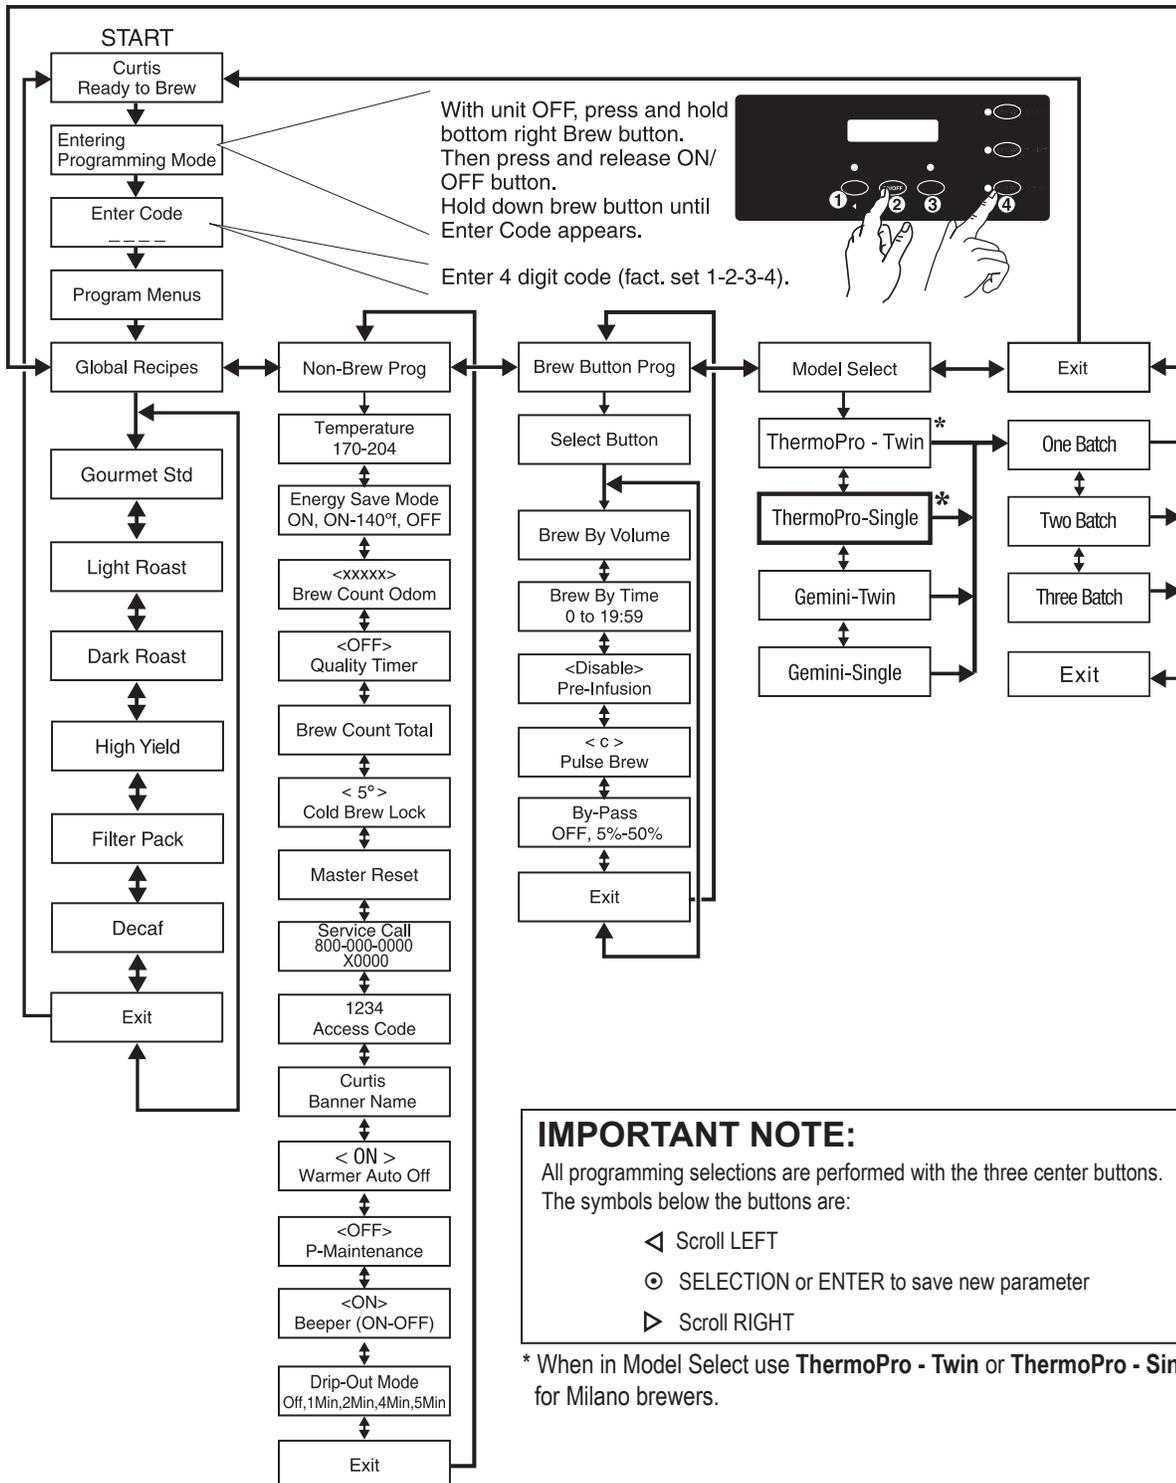 START
Curtis
Ready to Brew
Entering
Programming Mode
Enter Code
_ _ _ _
Program Menus
With unit OFF, press and hold
bottom right Brew button.
Then press and release ON/
OFF button.
Hold down brew button until
Enter Code appears.
Enter 4 digit code (fact. set 1-2-3-4).
ON/OFF
1
2
3
4
Global Recipes
Gourmet Std
Light Roast
Dark Roast
High Yield
Filter Pack
Decaf
Exit
Non-Brew Prog
Temperature
170-204
Energy Save Mode
ON, ON-140ºf, OFF
<xxxxx>
Brew Count Odom
<OFF>
Quality Timer
Brew Count Total
< 5° >
Cold Brew Lock
Master Reset
Service Call
800-000-0000
X0000
1234
Access Code
Curtis
Banner Name
< ON >
Warmer Auto Off
<OFF>
P-Maintenance
<ON>
Beeper (ON-OFF)
Drip-Out Mode
Off,1Min,2Min,4Min,5Min
Exit
Brew Button Prog
Select Button
Brew By Volume
Brew By Time
0 to 19:59
<Disable>
Pre-Infusion
< c >
Pulse Brew
By-Pass
OFF, 5%-50%
Exit
Model Select
ThermoPro - Twin *
ThermoPro-Single *
Gemini-Twin
Gemini-Single
Exit
One Batch
Two Batch
Three Batch
Exit
IMPORTANT NOTE:
All programming selections are performed with the three center buttons.
The symbols below the buttons are:
Scroll LEFT
SELECTION or ENTER to save new parameter
Scroll RIGHT
* When in Model Select use ThermoPro - Twin or ThermoPro - Sin
for Milano brewers.